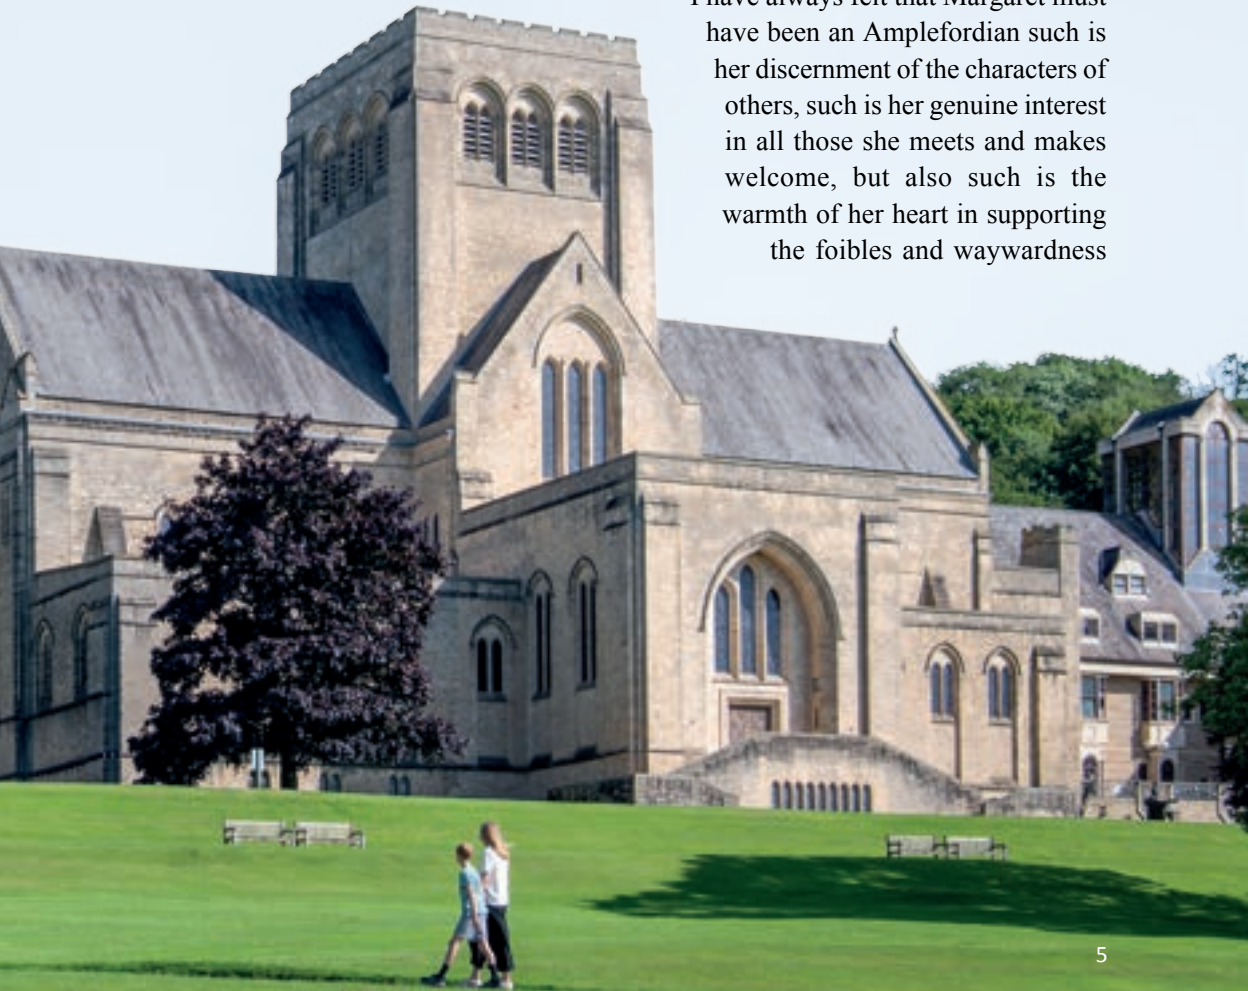 I have always felt that Margaret must
have been an Amplefordian such is
her discernment of the characters of
others, such is her genuine interest
in all those she meets and makes
welcome, but also such is the
warmth of her heart in supporting
the foibles and waywardness
5